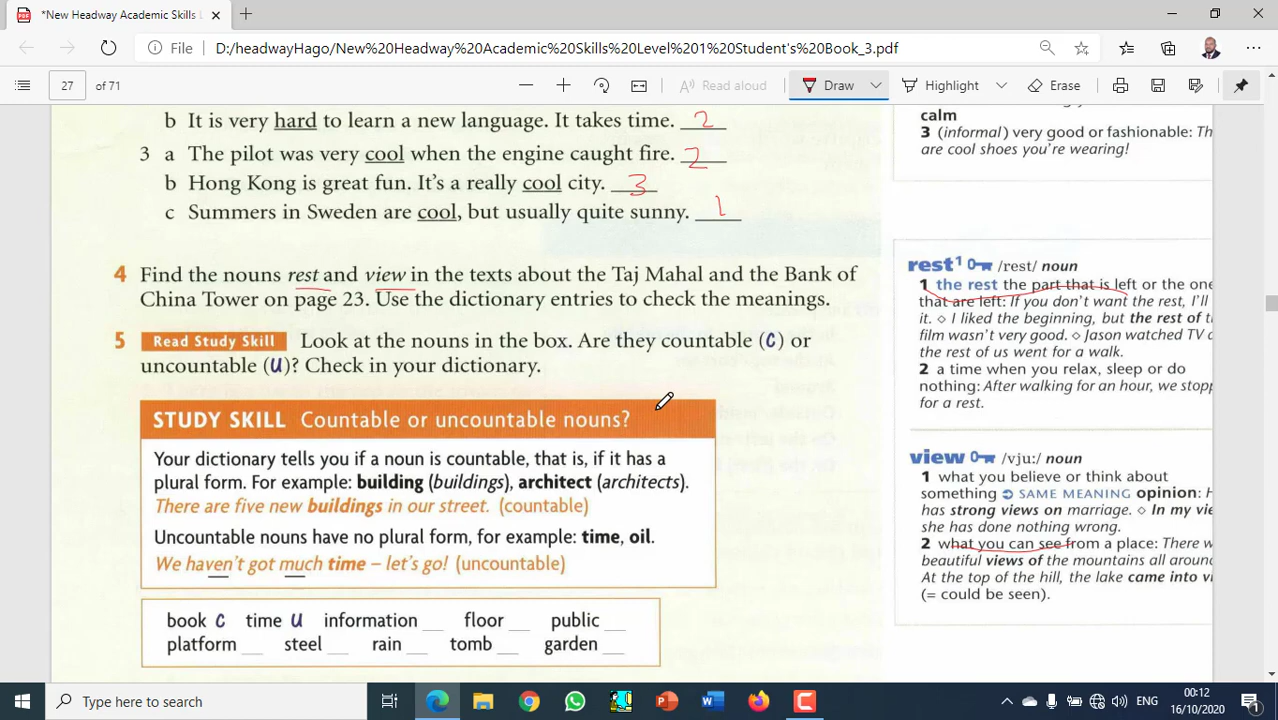 *New Headway Academic Skills L
File
D:/headwayHago/New%20Headway%20Academic%20Skills%20Level%201%20Student's%20Book_3.pdf
27 of 71
Read aloud
Draw
Highlight
Erase
b It is very hard to learn a new language. It takes time. 2
3 a The pilot was very cool when the engine caught fire. 2
b Hong Kong is great fun. It's a really cool city. 3
c Summers in Sweden are cool, but usually quite sunny. 1
4 Find the nouns rest and view in the texts about the Taj Mahal and the Bank of
China Tower on page 23. Use the dictionary entries to check the meanings.
5 Read Study Skill Look at the nouns in the box. Are they countable (C) or
uncountable (U)? Check in your dictionary.
STUDY SKILL Countable or uncountable nouns?
Your dictionary tells you if a noun is countable, that is, if it has a
plural form. For example: building (buildings), architect (architects).
There are five new buildings in our street. (countable)
Uncountable nouns have no plural form, for example: time, oil.
We haven't got much time – let's go! (uncountable)
book C time U information __ floor __ public __
platform __ steel __ rain __ tomb __ garden __
calm
3 (informal) very good or fashionable: Th
are cool shoes you're wearing!
rest¹ /rest/ noun
1 the rest the part that is left or the one
that are left: If you don't want the rest, I'll
it. ◇ I liked the beginning, but the rest of t
film wasn't very good. ◇ Jason watched TV a
the rest of us went for a walk.
2 a time when you relax, sleep or do
nothing: After walking for an hour, we stopp
for a rest.
view /vjuː/ noun
1 what you believe or think about
something SAME MEANING opinion: H
has strong views on marriage. ◇ In my vie
she has done nothing wrong.
2 what you can see from a place: There w
beautiful views of the mountains all around
At the top of the hill, the lake came into vi
(= could be seen).
Type here to search
ENG
00:12
16/10/2020